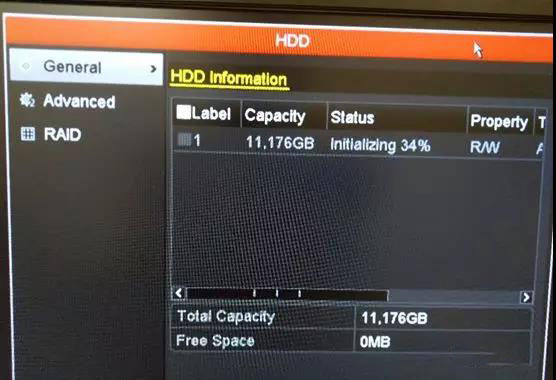 HDD
General
Advanced
RAID
HDD Information
Label Capacity Status Property T
1 11,176GB Initializing 34% R/W A
Total Capacity 11,176GB
Free Space 0MB